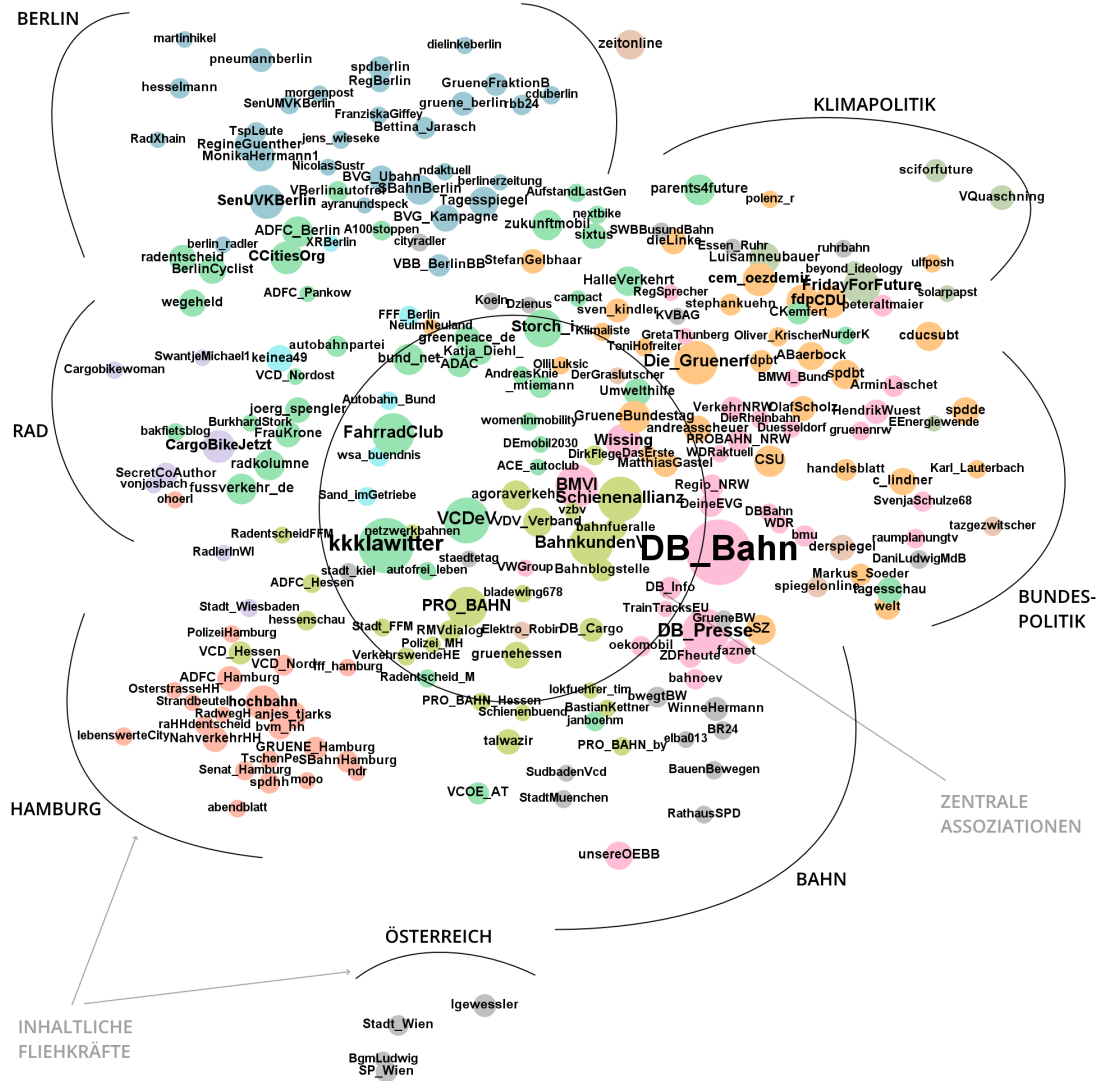 BERLIN
martinhikel
pneumannberlin
dielinkeberlin
zeitonline
spdberlin
RegBerlin
hesselmann
morgenpost
SenUMVKBerlin
GrueneFraktionB
cduberlin
gruene_berlin
rbb24
FranziskaGiffey
Bettina_Jarasch
KLIMAPOLITIK
RadXhain
TspLeute
RegineGuenther
MonikaHerrmann1
jens_wieseke
NicolasSustr
ndaktuell
BVG_Ubahn
SBahnBerlin
berlinerzeitung
VBerlinautofrei
SenUVKBerlin
ayrundspeck
Tagesspiegel
BVG_Kampagne
AufstandLastGen
parents4future
polenz_r
sciforfuture
VQuaschning
nextbike
zukunftmobil
sixtus
SWBBusundBahn
dieLinke
ADFC_Berlin
A100stoppen
XRBerlin
cityradler
berlin_radler
CCitiesOrg
radentscheid
BerlinCyclist
VBB_BerlinBB
StefanGelbhaar
Essen_Ruhr
Luisamneubauer
ruhrbahn
beyond_ideology
ulfposh
cem_oezdemir
FridayForFuture
solarpapst
HalleVerkehrt
RegSprecher
wegeheld
ADFC_Pankow
Koeln
Dzienus
campact
sven_kindler
stephankuehn
fdpCDU
CKemfert
peteraltmaier
KVBAG
FFF_Berlin
NeuImNeuland
Storch_i
Klimaliste
GretaThunberg
Oliver_Krischer
NurderK
cducsubt
greenpeace_de
Katja_Diehl_
ToniHofreiter
autobahnpartei
SwantjeMichael1
keinea49
bund_net
ADAC
OlliLuksic
Die_Gruenen
fdpbt
ABaerbock
Cargobikewoman
VCD_Nordost
AndreasKnie
_mtiemann
DerGraslutscher
BMWi_Bund
spdbt
ArminLaschet
Umwelthilfe
Autobahn_Bund
joerg_spengler
VerkehrNRW
OlafScholz
HendrikWuest
spdde
RAD
BurkhardStork
bakfietsblog
FrauKrone
CargoBikeJetzt
FahrradClub
womeninmobility
GrueneBundestag
andreasscheuer
DieRheinbahn
Duesseldorf
gruenenrw
EEnergiewende
DEmobil2030
Wissing
PROBAHN_NRW
wsa_buendnis
DirkFlege
DasErste
WDRaktuell
radkolumne
ACE_autoclub
MatthiasGastel
CSU
handelsblatt
Karl_Lauterbach
SecretCoAuthor
vonjosbach
fussverkehr_de
ohoerl
Sand_imGetriebe
agoraverkehr
BMVI
Schienenallianz
Regio_NRW
DeineEVG
c_lindner
SvenjaSchulze68
vzbv
DBBahn
VCDeV
VDV_Verband
bahnfueralle
WDR
tazgezwitscher
RadentscheidFFM
netzwerkbahnen
kkklawitter
BahnkundenV
DB_Bahn
bmu
raumplanungtv
derspiegel
RadlerInWI
staedtetag
DaniLudwigMdB
stadt_kiel
autofrei_leben
VWGroup
Bahnblogstelle
Markus_Soeder
ADFC_Hessen
DB_Info
spiegelonline
tagesschau
bladewing678
BUNDES-
POLITIK
Stadt_Wiesbaden
PRO_BAHN
TrainTracksEU
welt
hessenschau
GrueneBW
PolizeiHamburg
Stadt_FFM
RMVdialog
Elektro_Robin
DB_Cargo
DB_Presse
SZ
Polizei_MH
oekomobil
VCD_Hessen
VerkehrswendeHE
gruenehessen
ZDFheute
faznet
VCD_Nord
fff_hamburg
ADFC_Hamburg
Radentscheid_M
bahnoev
OsterstrasseHH
Strandbeutel
hochbahn
lokfuehrer_tim
bwegtBW
PRO_BAHN_Hessen
BastianKettner
WinneHermann
RadwegH
anjes_tjarks
Schienenbuend
janboehm
raHHdentscheid
bvm_hh
BR24
lebenswerteCity
NahverkehrHH
GRUENE_Hamburg
talwazir
PRO_BAHN_by
elba013
TschenPe
SBahnHamburg
Senat_Hamburg
ndr
SudbadenVcd
BauenBewegen
spdhh
mopo
VCOE_AT
StadtMuenchen
HAMBURG
abendblatt
RathausSPD
ZENTRALE
ASSOZIATIONEN
unsereOEBB
BAHN
ÖSTERREICH
lgewessler
INHALTLICHE
FLIEHKRÄFTE
Stadt_Wien
BgmLudwig
SP_Wien